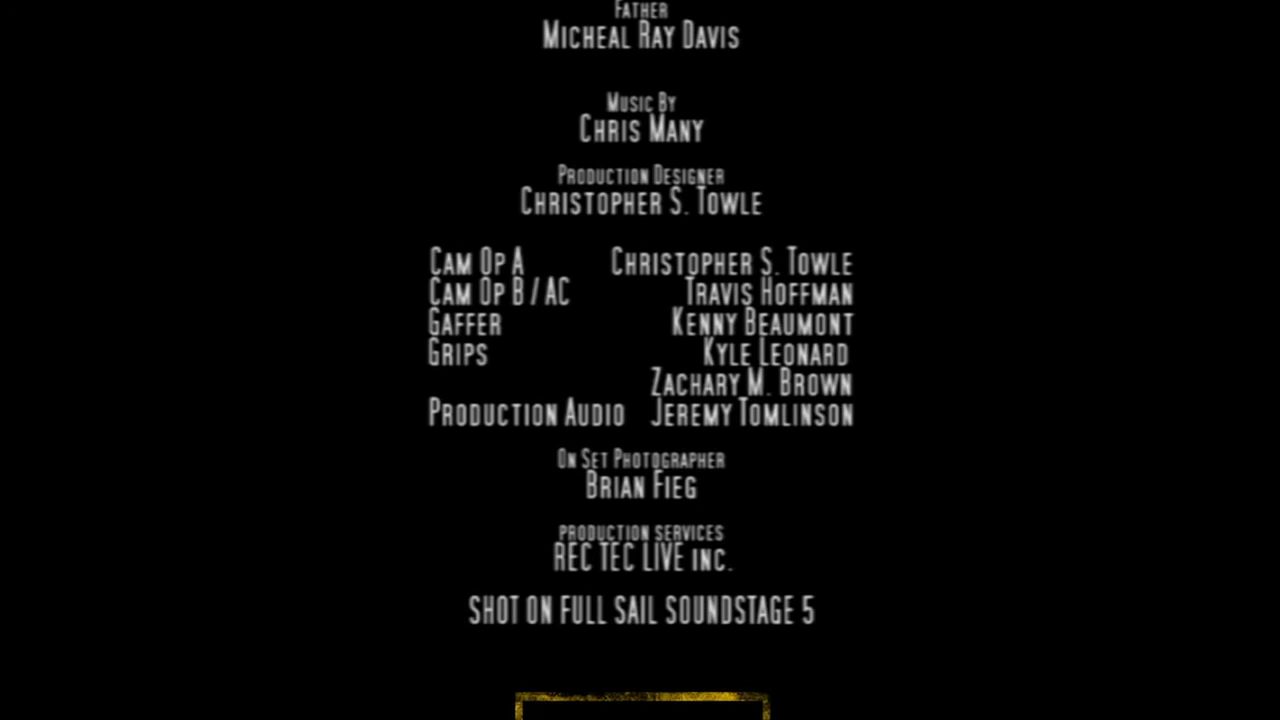 Father
Micheal Ray Davis
Music By
Chris Many
Production Designer
Christopher S. Towle
Cam Op A Christopher S. Towle
Cam Op B / AC Travis Hoffman
Gaffer Kenny Beaumont
Grips Kyle Leonard
Zachary M. Brown
Production Audio Jeremy Tomlinson
On Set Photographer
Brian Fieg
PRODUCTION SERVICES
REC TEC LIVE INC.
SHOT ON FULL SAIL SOUNDSTAGE 5